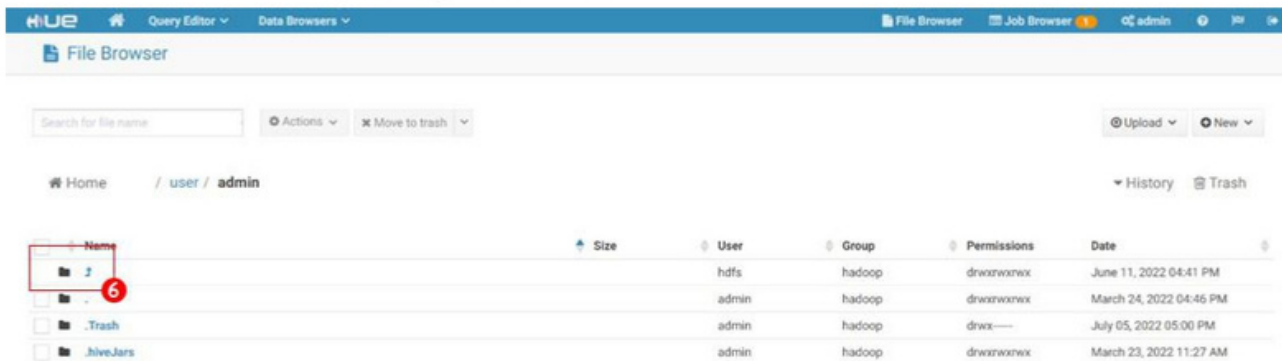 HUE Query Editor Data Browsers File Browser Job Browser 1 admin
File Browser
Search for file name Actions Move to trash Upload New
Home / user / admin History Trash
Name Size User Group Permissions Date
hdfs hadoop drwxrwxrwx June 11, 2022 04:41 PM
6
. admin hadoop drwxrwxrwx March 24, 2022 04:46 PM
.Trash admin hadoop drwx------ July 05, 2022 05:00 PM
.hiveJars admin hadoop drwxrwxrwx March 23, 2022 11:27 AM